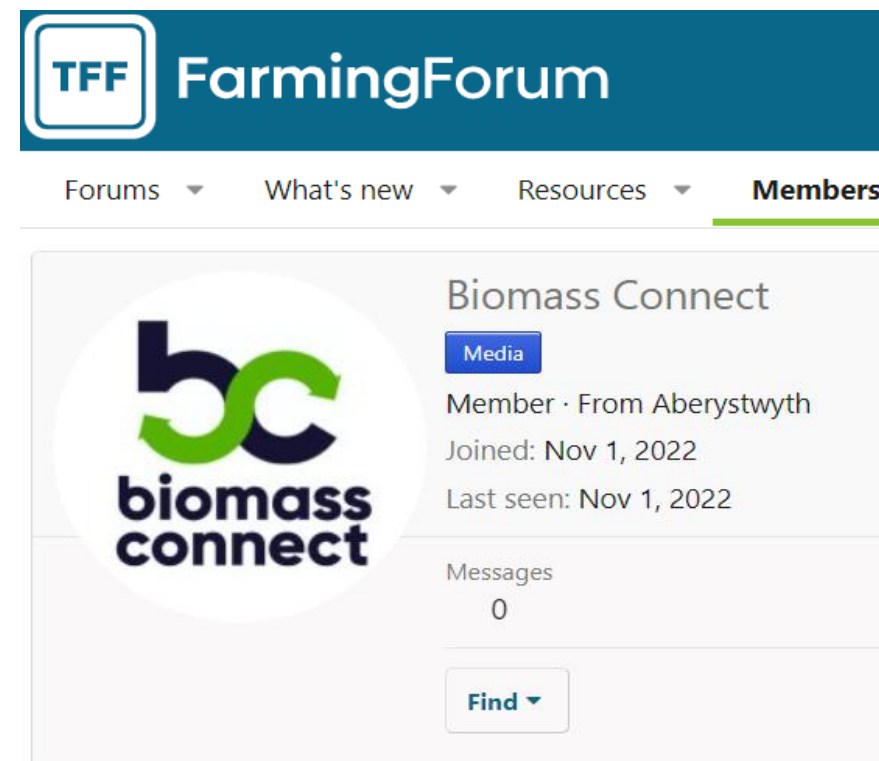 TFF FarmingForum
Forums What's new Resources Members
Biomass Connect
Media
Member · From Aberystwyth
Joined: Nov 1, 2022
Last seen: Nov 1, 2022
bc
biomass
connect
Messages
0
Find